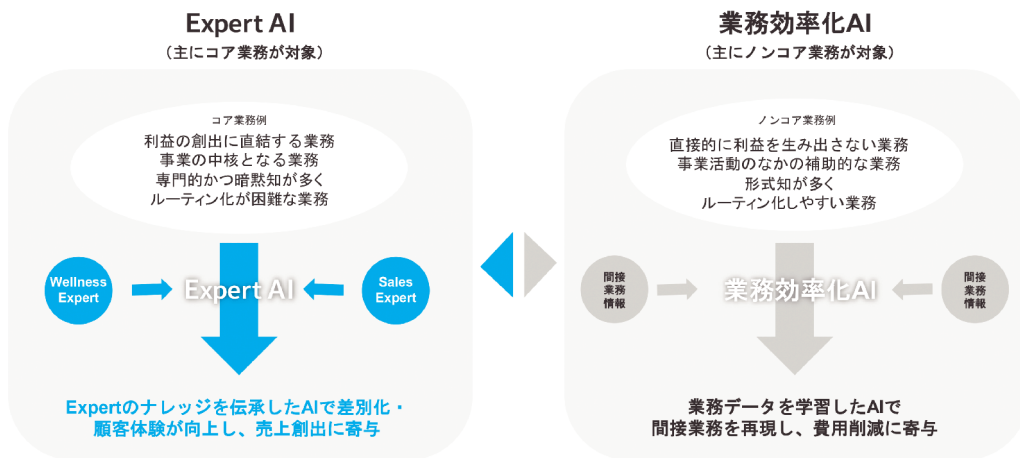 Expert AI
（主にコア業務が対象）
コア業務例
利益の創出に直結する業務
事業の中核となる業務
専門的かつ暗黙知が多く
ルーティン化が困難な業務
Wellness
Expert
Expert AI
Sales
Expert
Expertのナレッジを伝承したAIで差別化・
顧客体験が向上し、売上創出に寄与
業務効率化AI
（主にノンコア業務が対象）
ノンコア業務例
直接的に利益を生み出さない業務
事業活動のなかの補助的な業務
形式知が多く
ルーティン化しやすい業務
間接
業務
情報
業務効率化AI
間接
業務
情報
業務データを学習したAIで
間接業務を再現し、費用削減に寄与